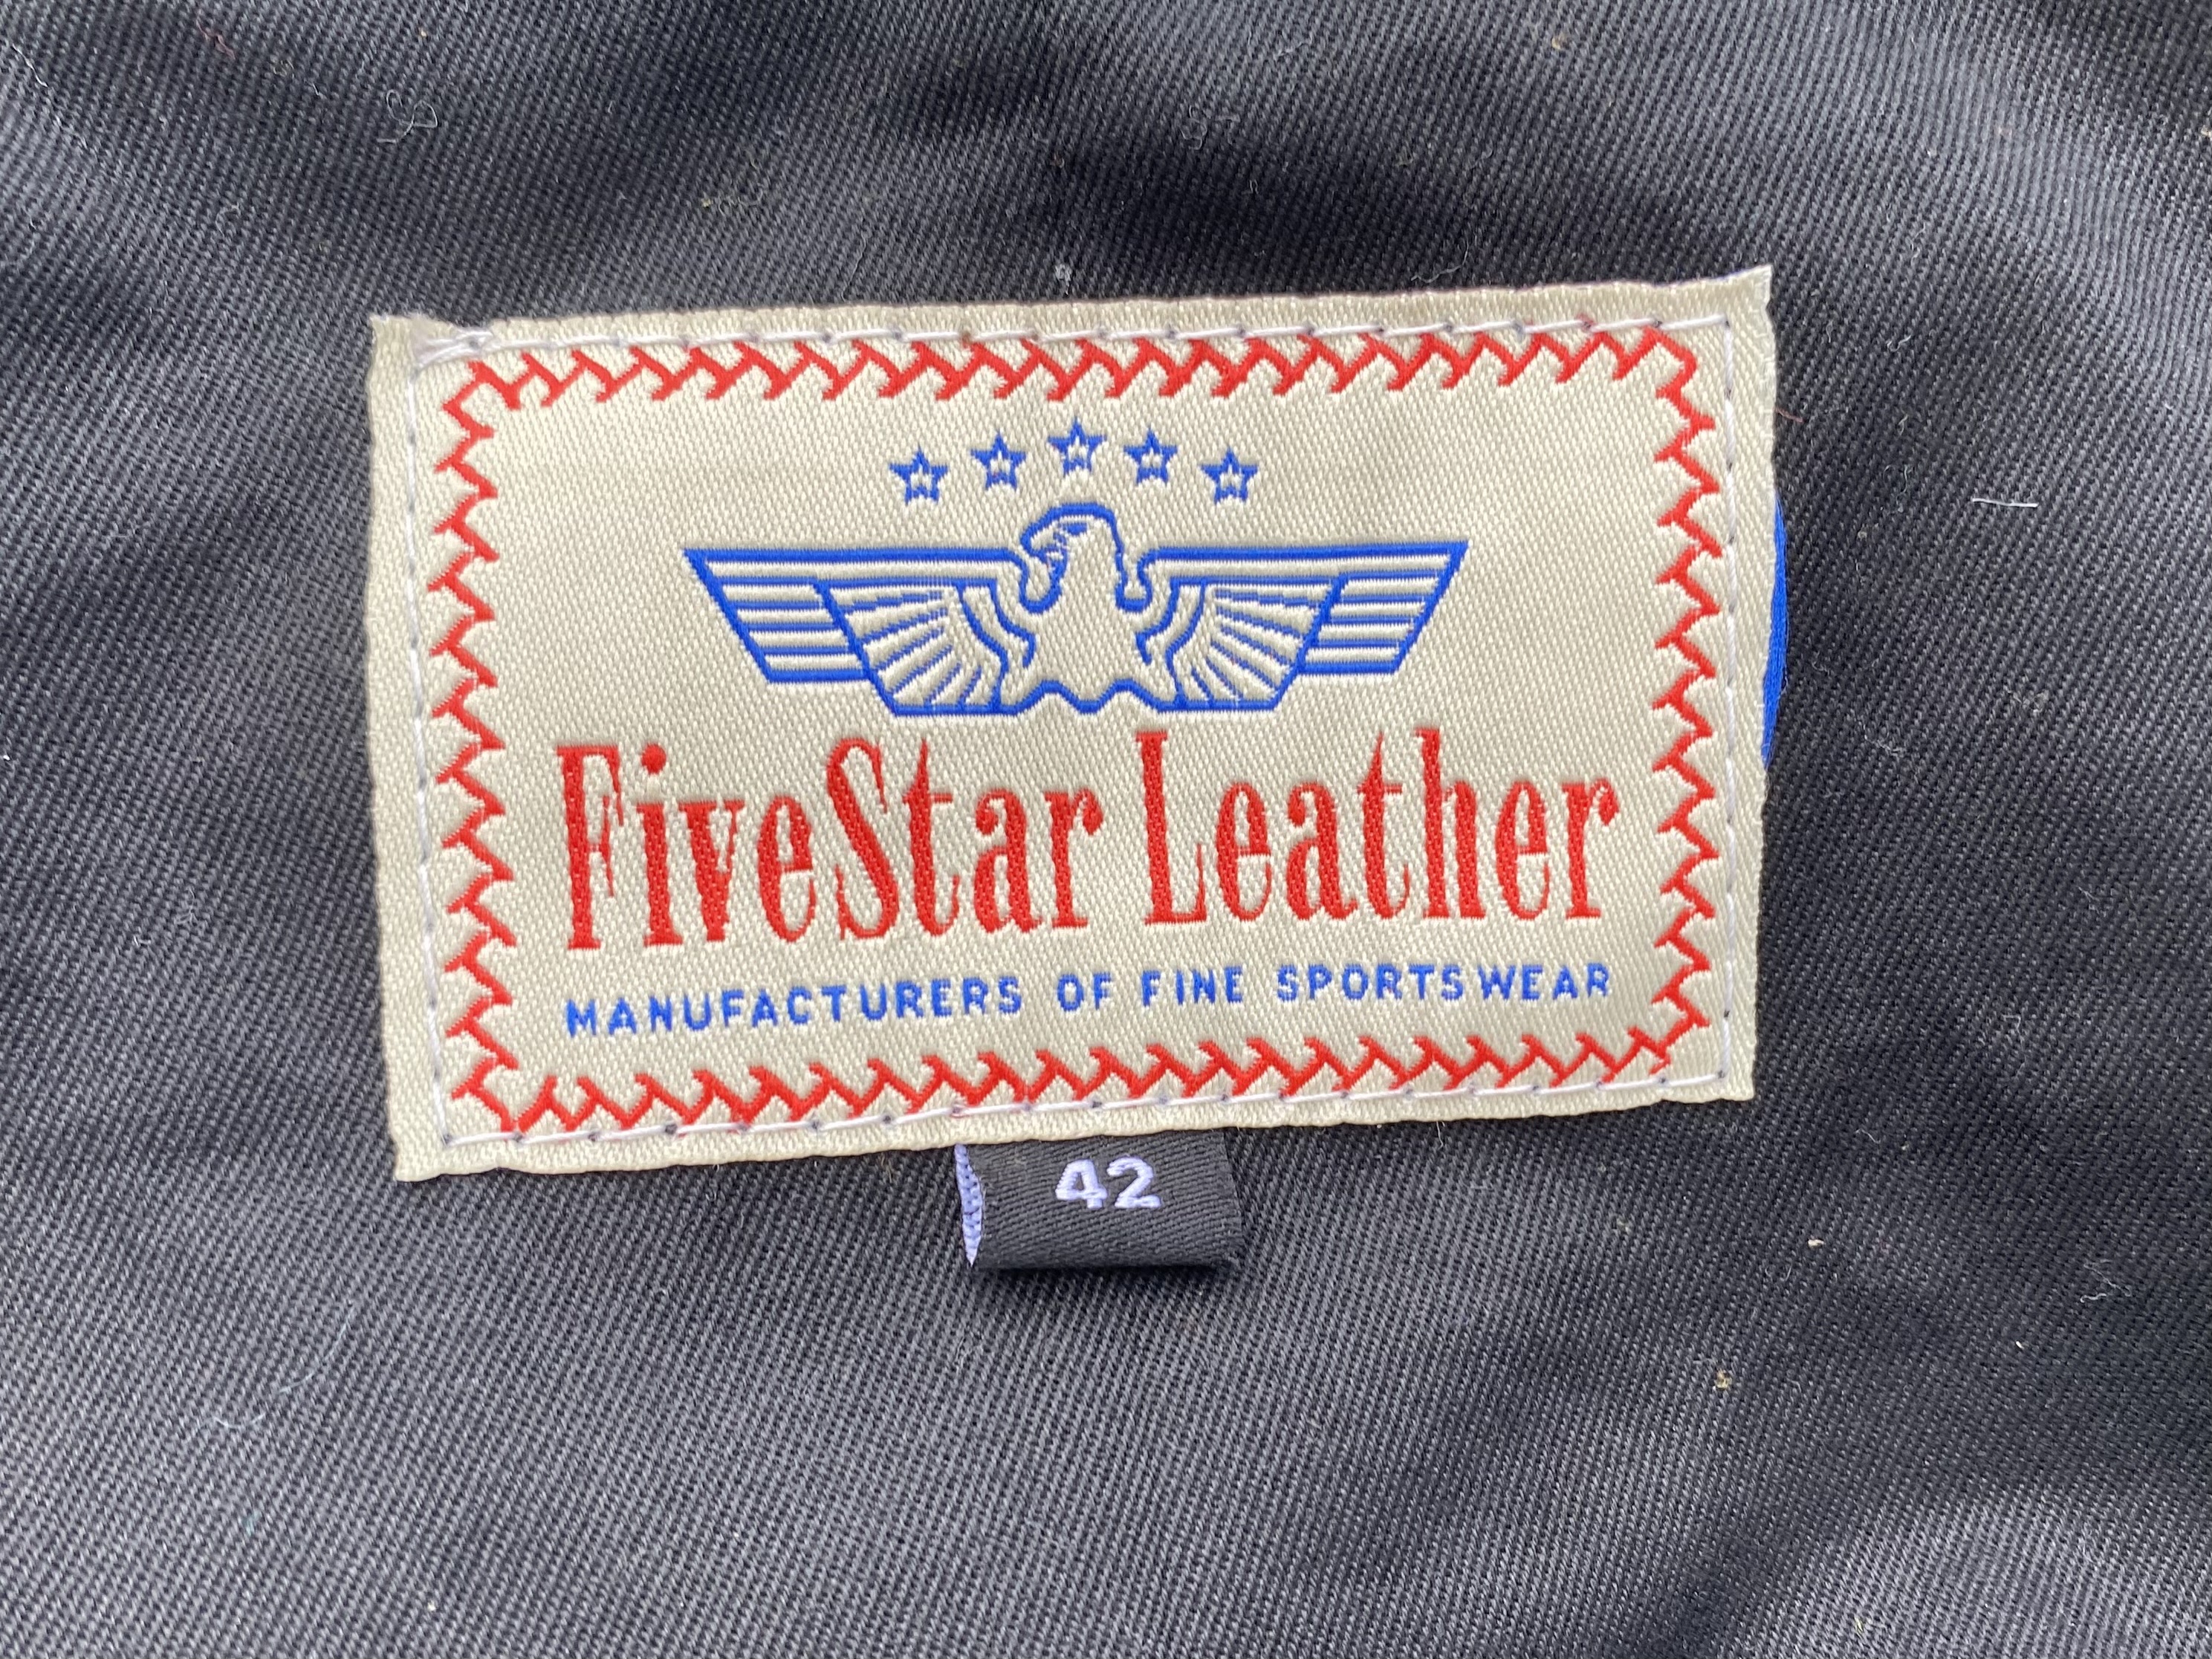 FiveStar Leather
MANUFACTURERS OF FINE SPORTSWEAR
42